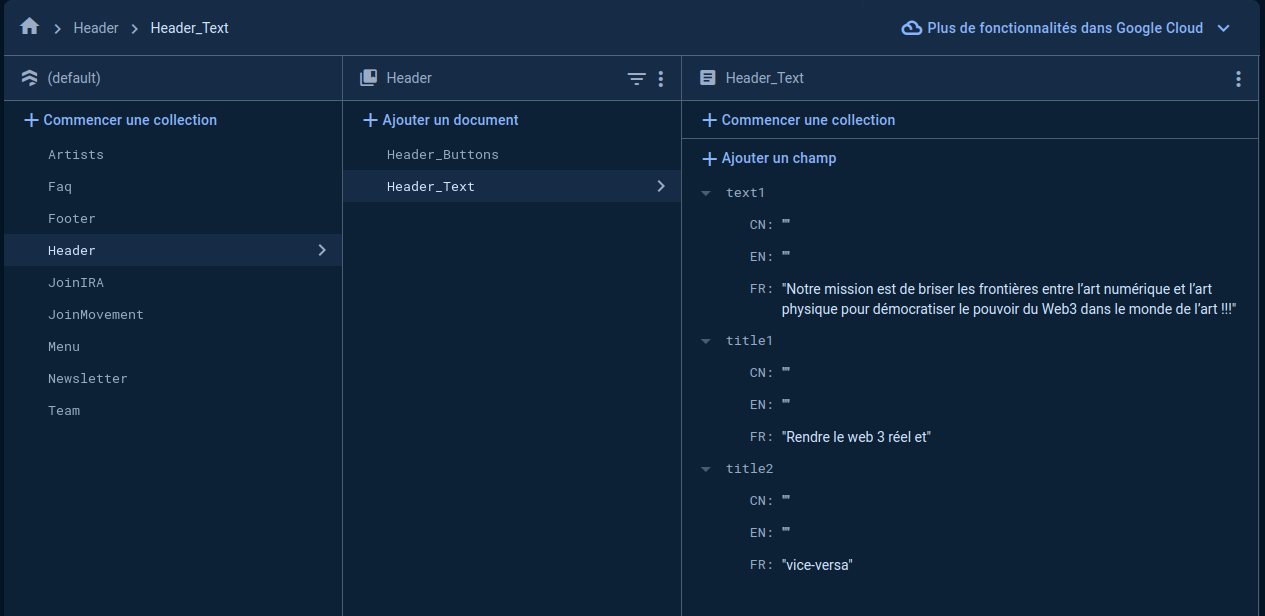 Header
Header_Text
Plus de fonctionnalités dans Google Cloud
(default)
Header
Header_Text
Commencer une collection
Ajouter un document
Commencer une collection
Artists
Faq
Footer
Header
JoinIRA
JoinMovement
Menu
Newsletter
Team
Header_Buttons
Header_Text
Ajouter un champ
text1
CN: ""
EN: ""
FR: "Notre mission est de briser les frontières entre l’art numérique et l’art
physique pour démocratiser le pouvoir du Web3 dans le monde de l’art !!!"
title1
CN: ""
EN: ""
FR: "Rendre le web 3 réel et"
title2
CN: ""
EN: ""
FR: "vice-versa"